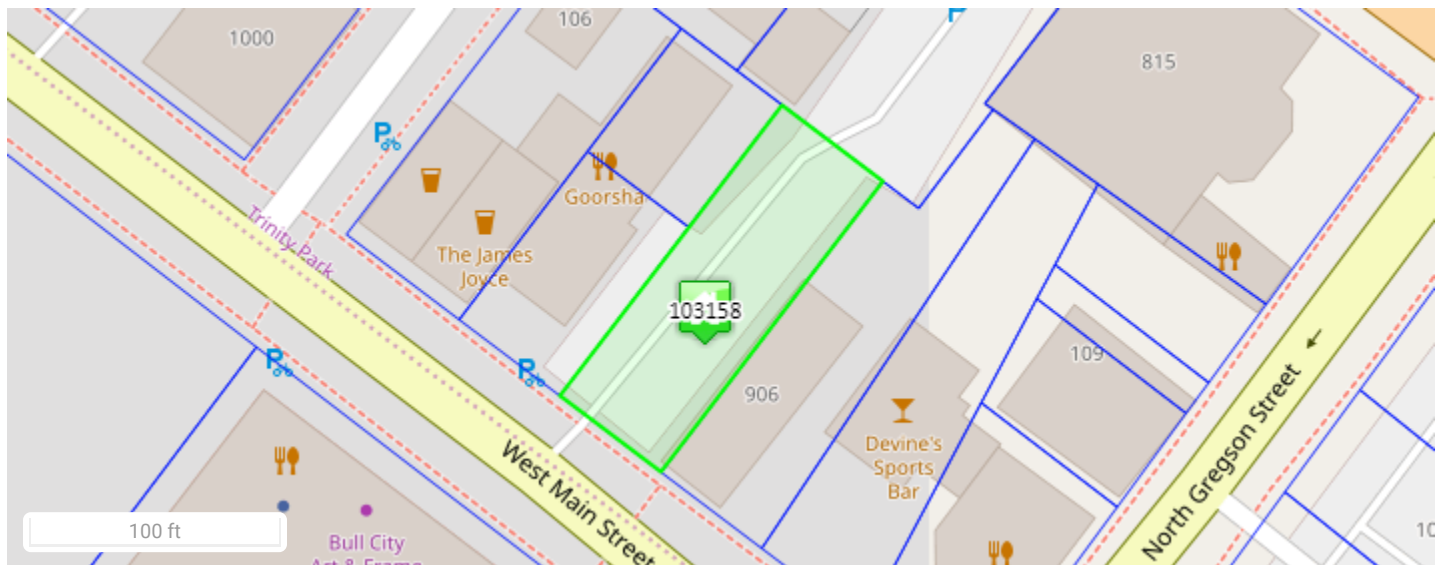 106
1000
815
P
P
Goorsha
Trinity Park
The James
Joyce
103158
109
P
P
906
Devine's
Sports
Bar
West Main Street
North Gregson Street
100 ft
Bull City
Art & Frame
10